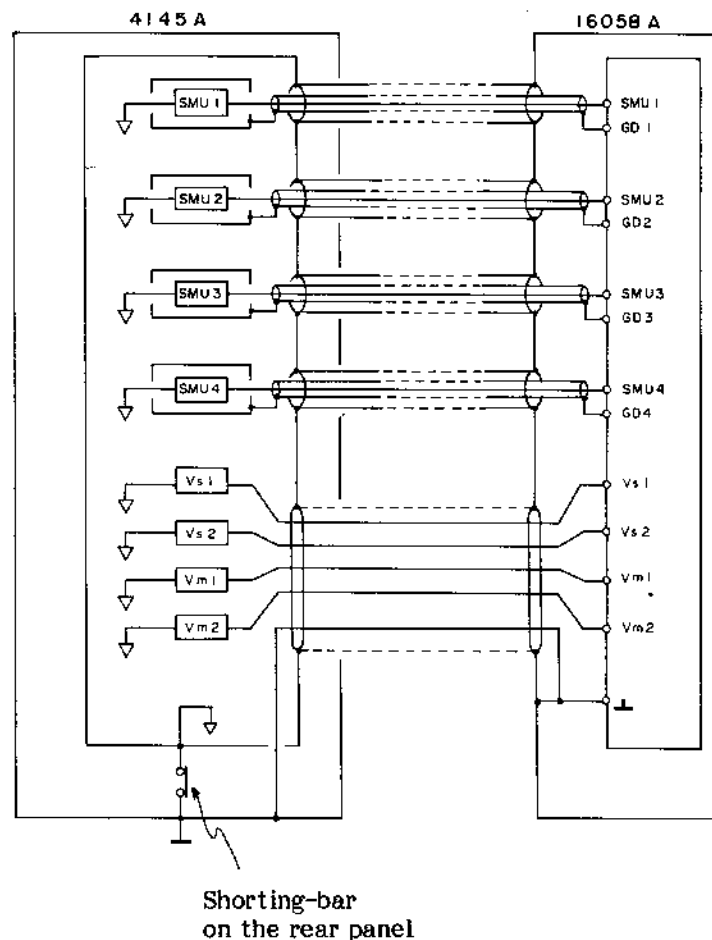 4145A 16058A
SMU1 SMU1
GD1
SMU2 SMU2
GD2
SMU3 SMU3
GD3
SMU4 SMU4
GD4
Vs1 Vs1
Vs2 Vs2
Vm1 Vm1
Vm2 Vm2
Shorting-bar
on the rear panel